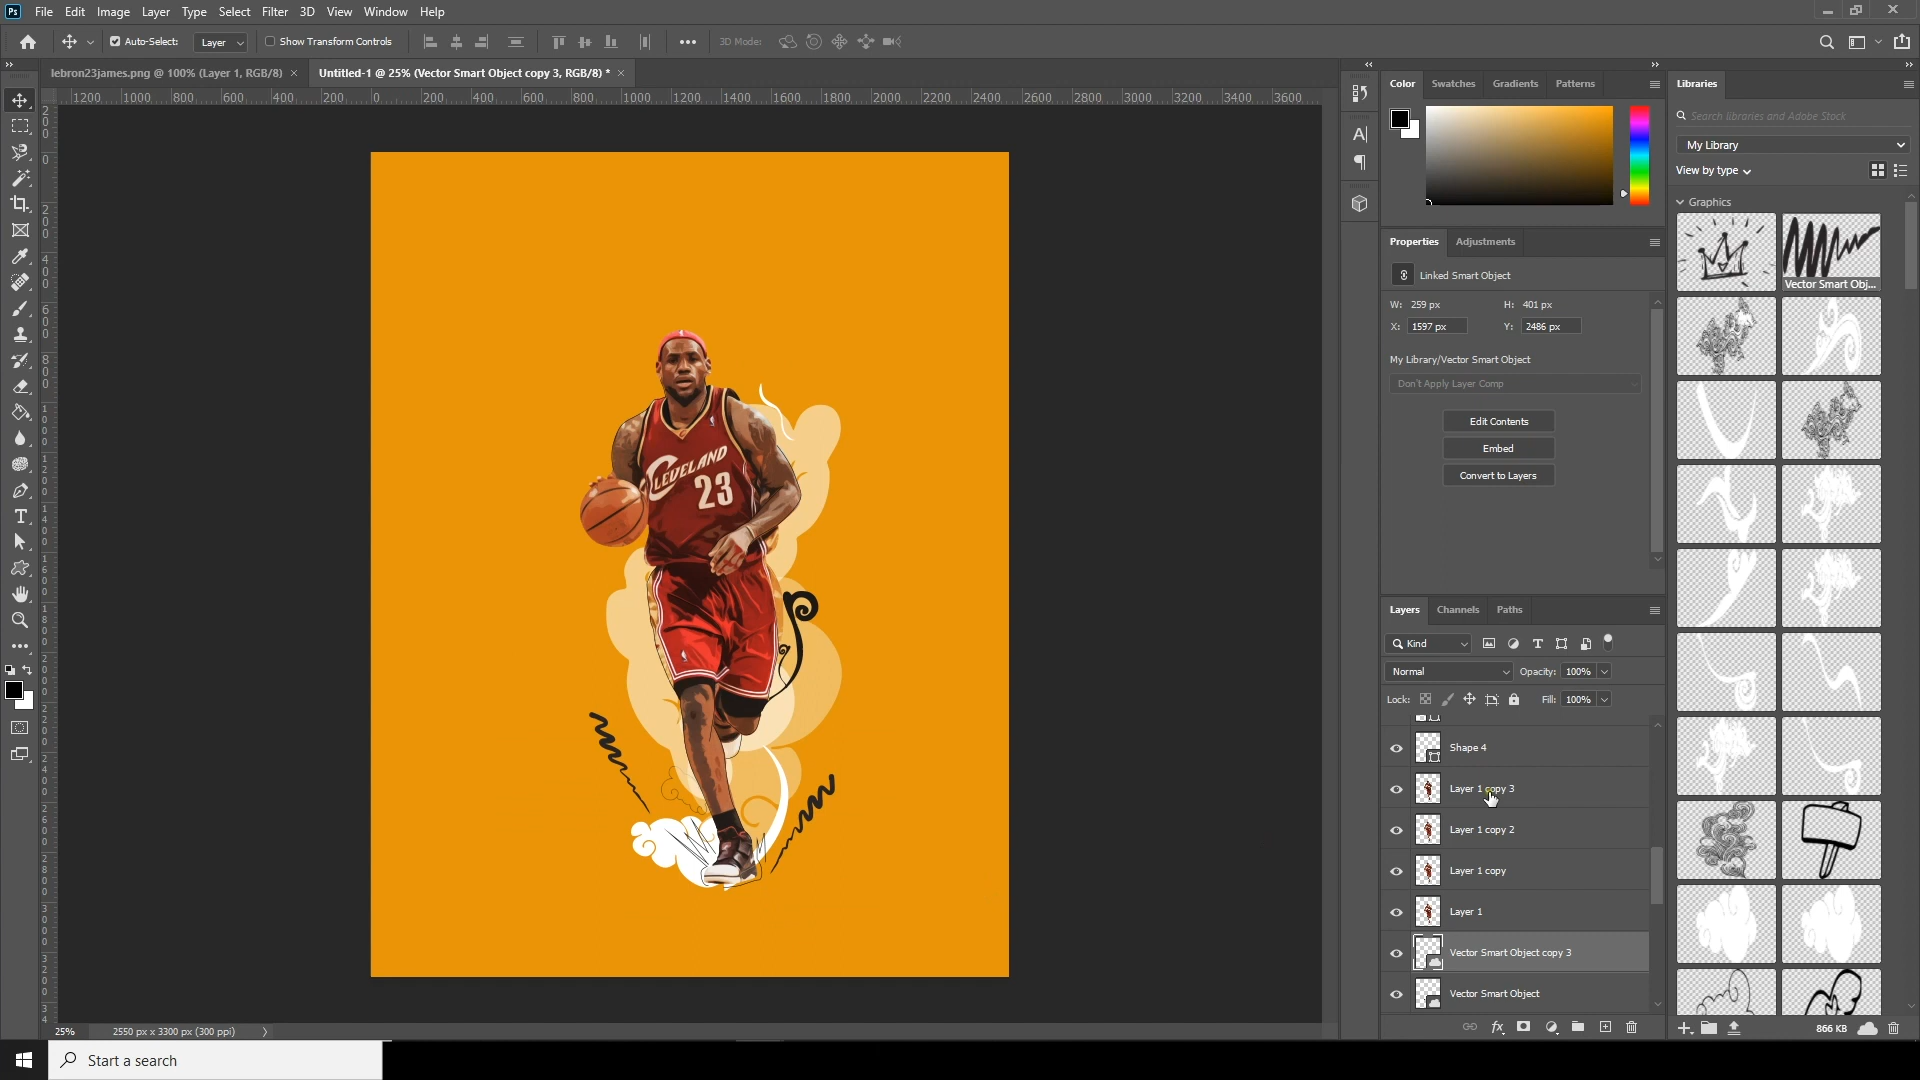 Ps File Edit Image Layer Type Select Filter 3D View Window Help
Auto-Select: Layer Show Transform Controls 3D Mode:
lebron23james.png @ 100% (Layer 1, RGB/8) Untitled-1 @ 25% (Vector Smart Object copy 3, RGB/8) *
1200 1000 800 600 400 200 0 200 400 600 800 1000 1200 1400 1600 1800 2000 2200 2400 2600 2800 3000 3200 3400 3600
CLEVELAND
23
25% 2550 px x 3300 px (300 ppi)
Color Swatches Gradients Patterns
Properties Adjustments
Linked Smart Object
W: 259 px H: 401 px
X: 1597 px Y: 2486 px
My Library/Vector Smart Object
Don't Apply Layer Comp
Edit Contents
Embed
Convert to Layers
Layers Channels Paths
Kind
Normal Opacity: 100%
Lock: Fill: 100%
Shape 4
Layer 1 copy 3
Layer 1 copy 2
Layer 1 copy
Layer 1
Vector Smart Object copy 3
Vector Smart Object
Libraries
Search libraries and Adobe Stock
My Library
View by type
Graphics
Vector Smart Obj...
866 KB
Start a search